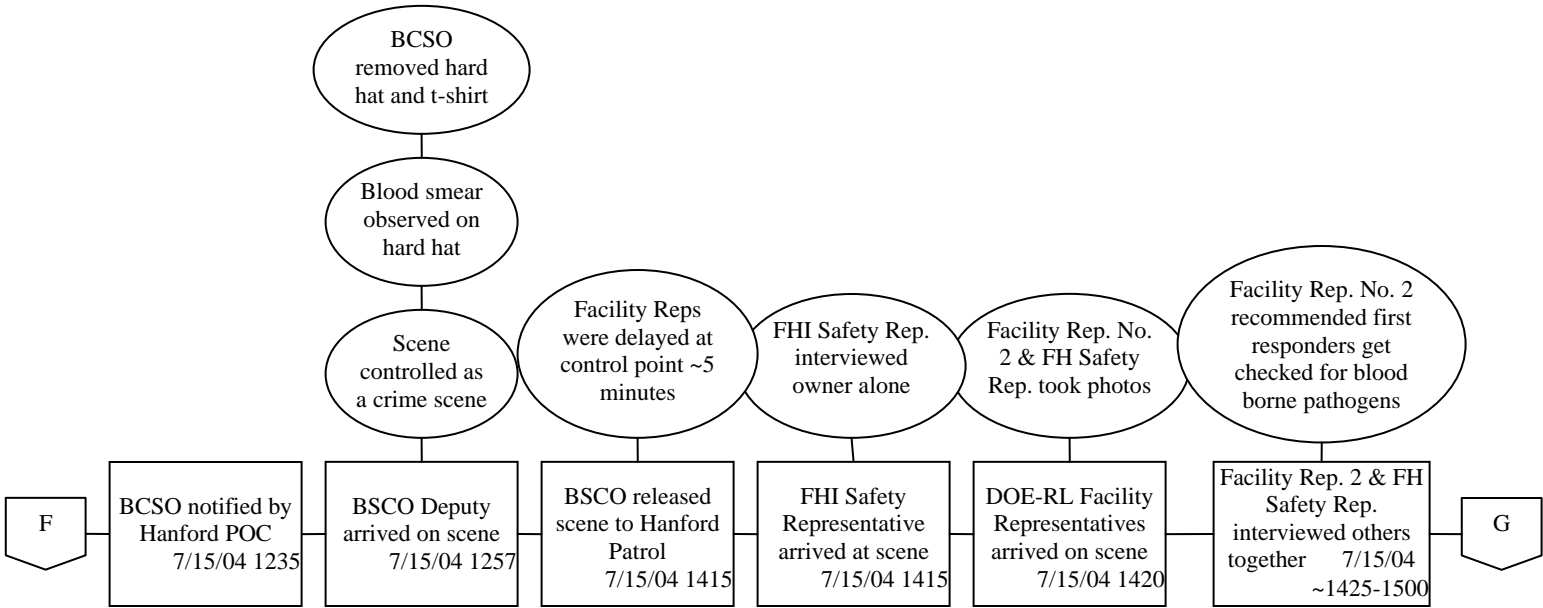 BCSO
removed hard
hat and t-shirt
Blood smear
observed on
hard hat
Scene
controlled as
a crime scene
Facility Reps
were delayed at
control point ~5
minutes
FHI Safety Rep.
interviewed
owner alone
Facility Rep. No.
2 & FH Safety
Rep. took photos
Facility Rep. No. 2
recommended first
responders get
checked for blood
borne pathogens
F
BCSO notified by
Hanford POC
7/15/04 1235
BSCO Deputy
arrived on scene
7/15/04 1257
BSCO released
scene to Hanford
Patrol
7/15/04 1415
FHI Safety
Representative
arrived at scene
7/15/04 1415
DOE-RL Facility
Representatives
arrived on scene
7/15/04 1420
Facility Rep. 2 & FH
Safety Rep.
interviewed others
together 7/15/04
~1425-1500
G